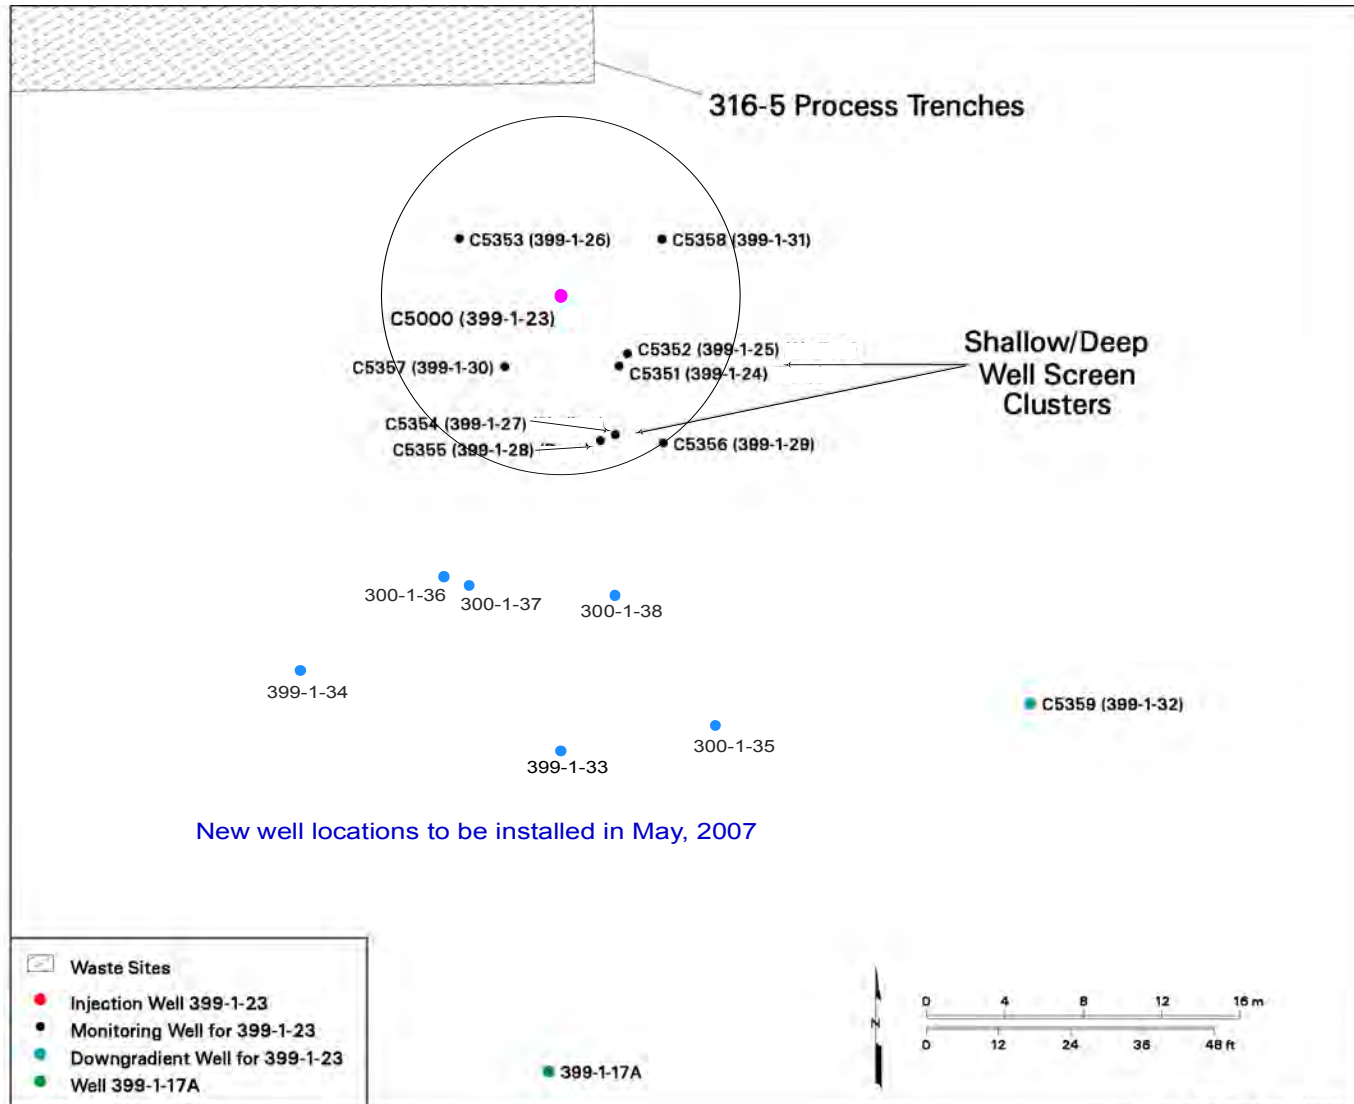 316-5 Process Trenches
C5353 (399-1-26)
C5358 (399-1-31)
C5000 (399-1-23)
C5352 (399-1-25)
C5357 (399-1-30)
C5351 (399-1-24)
Shallow/Deep
Well Screen
Clusters
C5354 (399-1-27)
C5355 (399-1-28)
C5356 (399-1-29)
300-1-36
300-1-37
300-1-38
399-1-34
C5359 (399-1-32)
300-1-35
399-1-33
New well locations to be installed in May, 2007
Waste Sites
Injection Well 399-1-23
Monitoring Well for 399-1-23
Downgradient Well for 399-1-23
Well 399-1-17A
399-1-17A
N
0 4 8 12 16 m
0 12 24 36 48 ft